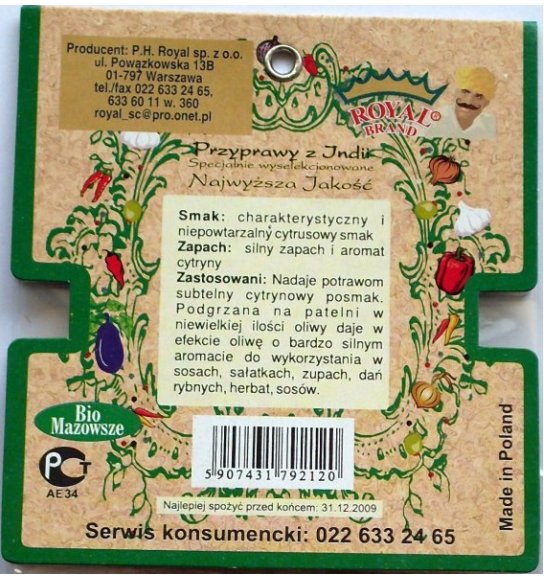 Producent: P.H. Royal sp. z o.o.
ul. Powązkowska 13B
01-797 Warszawa
tel./fax 022 633 24 65,
633 60 11 w. 360
royal_sc@pro.onet.pl
ROYAL®
BRAND
Przyprawy z Indii
Specjalnie wyselekcjonowane
Najwyższa Jakość
Smak: charakterystyczny i
niepowtarzalny cytrusowy smak
Zapach: silny zapach i aromat
cytryny
Zastosowani: Nadaje potrawom
subtelny cytrynowy posmak.
Podgrzana na patelni w
niewielkiej ilości oliwy daje w
efekcie oliwę o bardzo silnym
aromacie do wykorzystania w
sosach, sałatkach, zupach, dań
rybnych, herbat, sosów.
Bio
Mazowsze
PCT
AE34
5 907431 792120
Najlepiej spożyć przed końcem: 31.12.2009
Made in Poland
Serwis konsumencki: 022 633 24 65